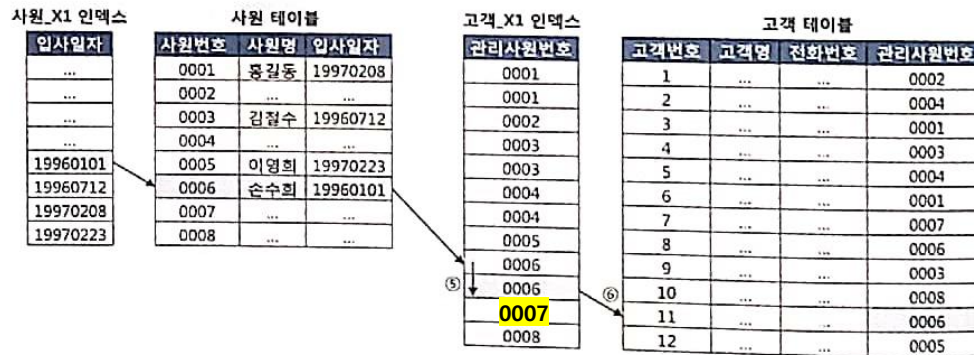 사원_X1 인덱스 사원 테이블 고객_X1 인덱스 고객 테이블
입사일자 사원번호 사원명 입사일자 관리사원번호 고객번호 고객명 전화번호 관리사원번호
... 0001 홍길동 19970208 0001 1 ... ... 0002
... 0002 ... ... 0001 2 ... ... 0004
... 0003 김철수 19960712 0002 3 ... ... 0001
... 0004 ... ... 0003 4 ... ... 0003
19960101 0005 이영희 19970223 0003 5 ... ... 0004
19960712 0006 손수희 19960101 0004 6 ... ... 0001
19970208 0007 ... ... 0004 7 ... ... 0007
19970223 0008 ... ... 0005 8 ... ... 0006
0006 9 ... ... 0003
⑤ 0006 ⑥ 10 ... ... 0008
0007 11 ... ... 0006
0008 12 ... ... 0005